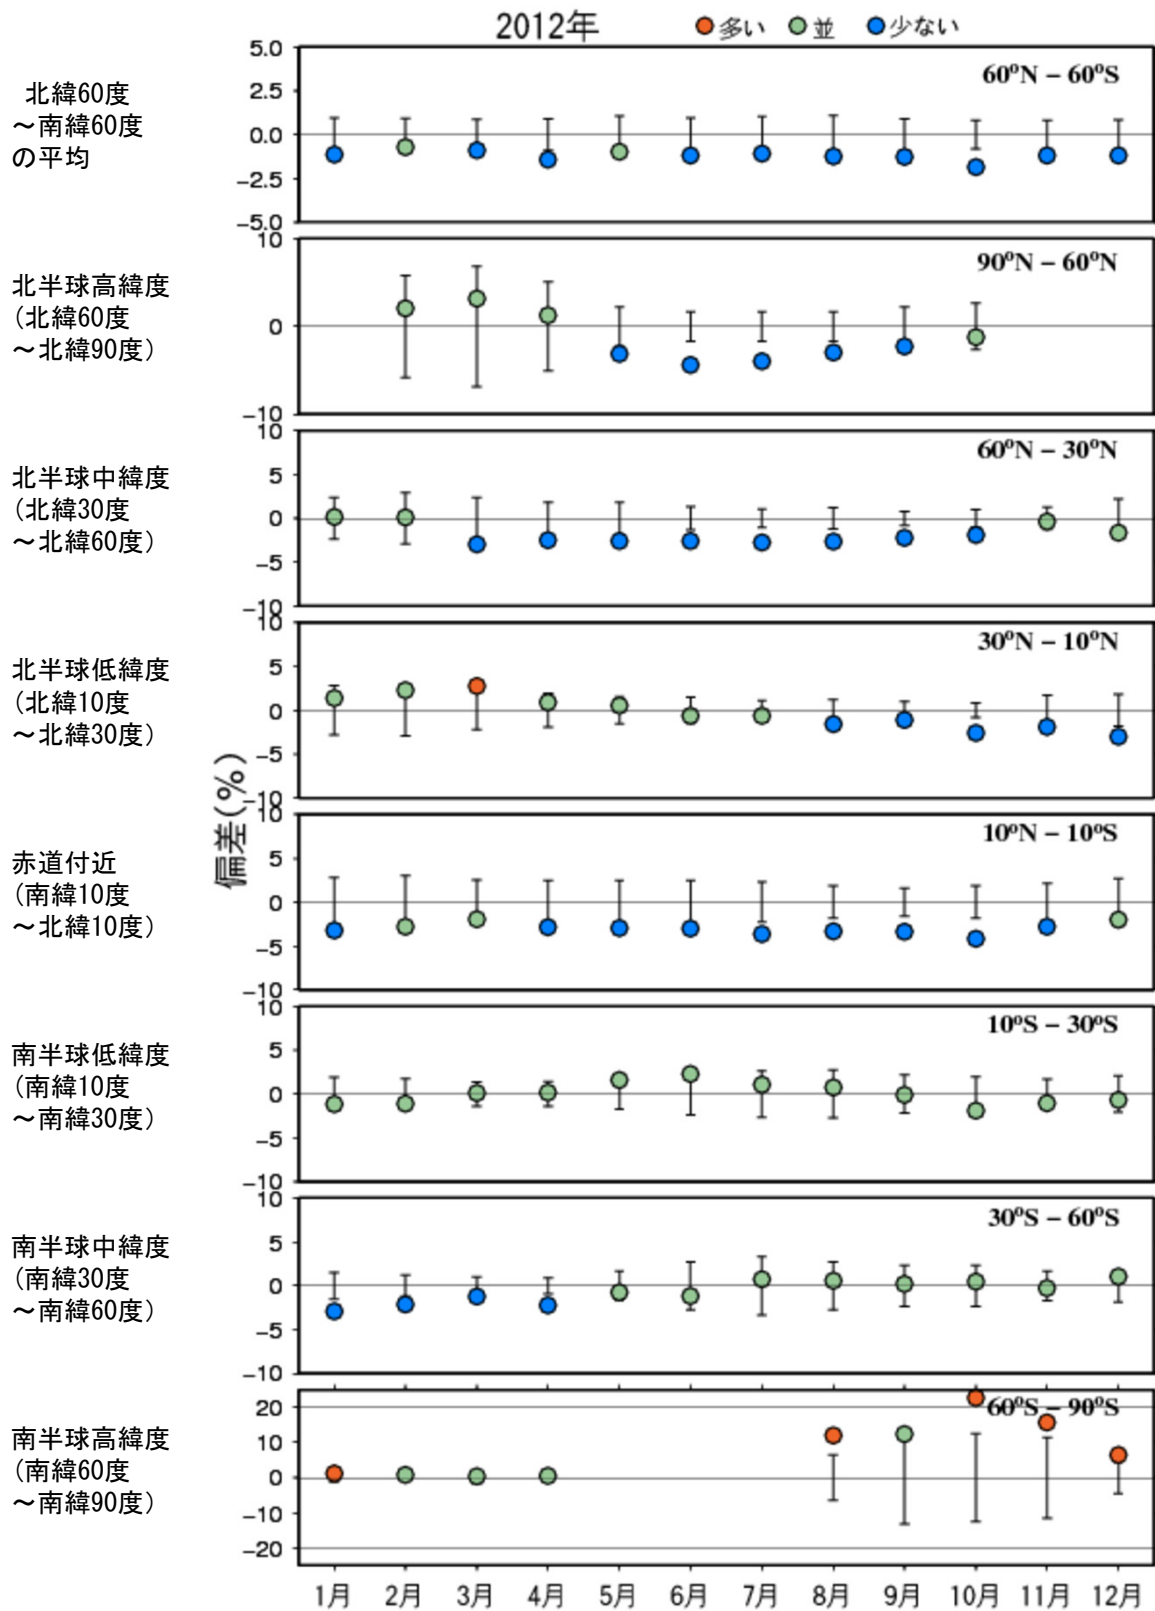 2012年 多い 並 少ない
北緯60度
～南緯60度
の平均
5.0
2.5
0.0
−2.5
−5.0
60°N − 60°S
北半球高緯度
(北緯60度
～北緯90度)
10
0
−10
90°N − 60°N
北半球中緯度
(北緯30度
～北緯60度)
10
5
0
−5
−10
60°N − 30°N
北半球低緯度
(北緯10度
～北緯30度)
10
5
0
−5
−10
30°N − 10°N
偏差(%)
赤道付近
(南緯10度
～北緯10度)
10
5
0
−5
−10
10°N − 10°S
南半球低緯度
(南緯10度
～南緯30度)
10
5
0
−5
−10
10°S − 30°S
南半球中緯度
(南緯30度
～南緯60度)
10
5
0
−5
−10
30°S − 60°S
南半球高緯度
(南緯60度
～南緯90度)
20
10
0
−10
−20
60°S − 90°S
1月 2月 3月 4月 5月 6月 7月 8月 9月 10月 11月 12月